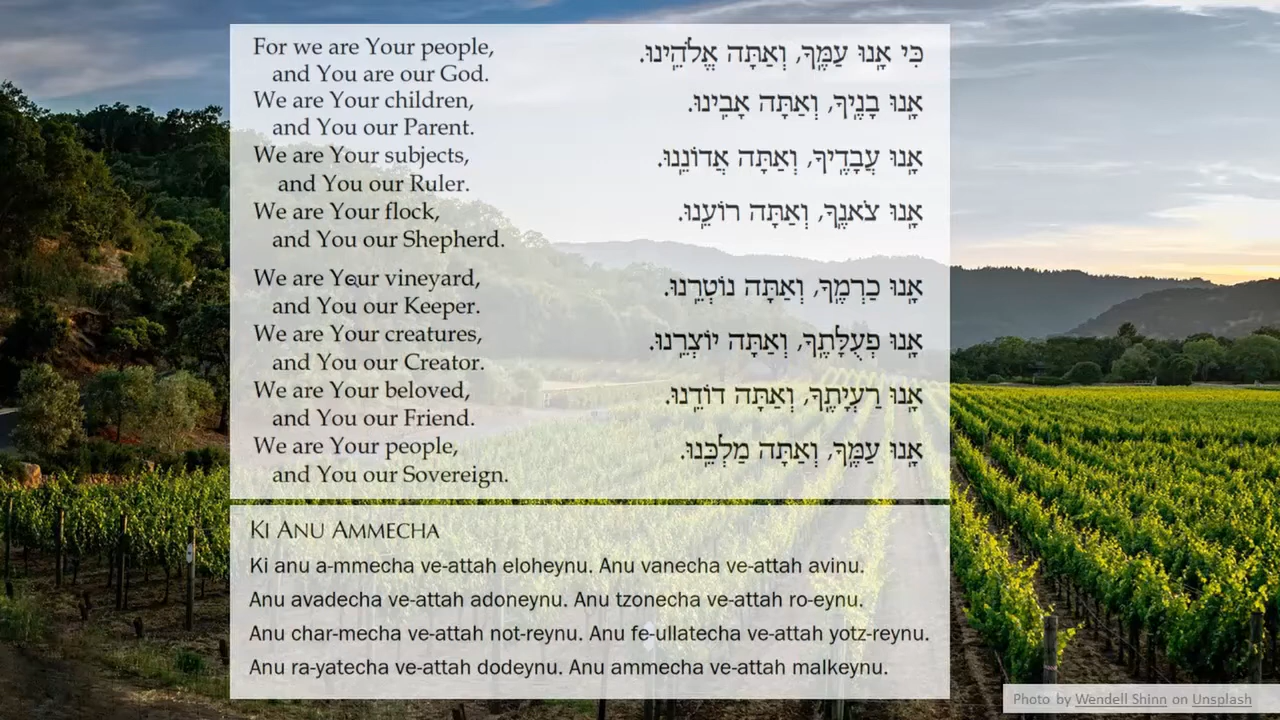 For we are Your people,
and You are our God.
We are Your children,
and You our Parent.
We are Your subjects,
and You our Ruler.
We are Your flock,
and You our Shepherd.
We are Your vineyard,
and You our Keeper.
We are Your creatures,
and You our Creator.
We are Your beloved,
and You our Friend.
We are Your people,
and You our Sovereign.
כִּי אָֽנוּ עַמֶּֽךָ, וְאַתָּה אֱלֹהֵֽינוּ.
אָֽנוּ בָנֶֽיךָ, וְאַתָּה אָבִֽינוּ.
אָֽנוּ עֲבָדֶֽיךָ, וְאַתָּה אֲדוֹנֵֽנוּ.
אָֽנוּ צֹאנֶֽךָ, וְאַתָּה רוֹעֵֽנוּ.
אָֽנוּ כַרְמֶֽךָ, וְאַתָּה נוֹטְרֵֽנוּ.
אָֽנוּ פְעֻלָּתֶֽךָ, וְאַתָּה יוֹצְרֵֽנוּ.
אָֽנוּ רַעְיָתֶֽךָ, וְאַתָּה דוֹדֵֽנוּ.
אָֽנוּ עַמֶּֽךָ, וְאַתָּה מַלְכֵּֽנוּ.
KI ANU AMMECHA
Ki anu a-mmecha ve-attah eloheynu. Anu vanecha ve-attah avinu.
Anu avadecha ve-attah adoneynu. Anu tzonecha ve-attah ro-eynu.
Anu char-mecha ve-attah not-reynu. Anu fe-ullatecha ve-attah yotz-reynu.
Anu ra-yatecha ve-attah dodeynu. Anu ammecha ve-attah malkeynu.
Photo by Wendell Shinn on Unsplash